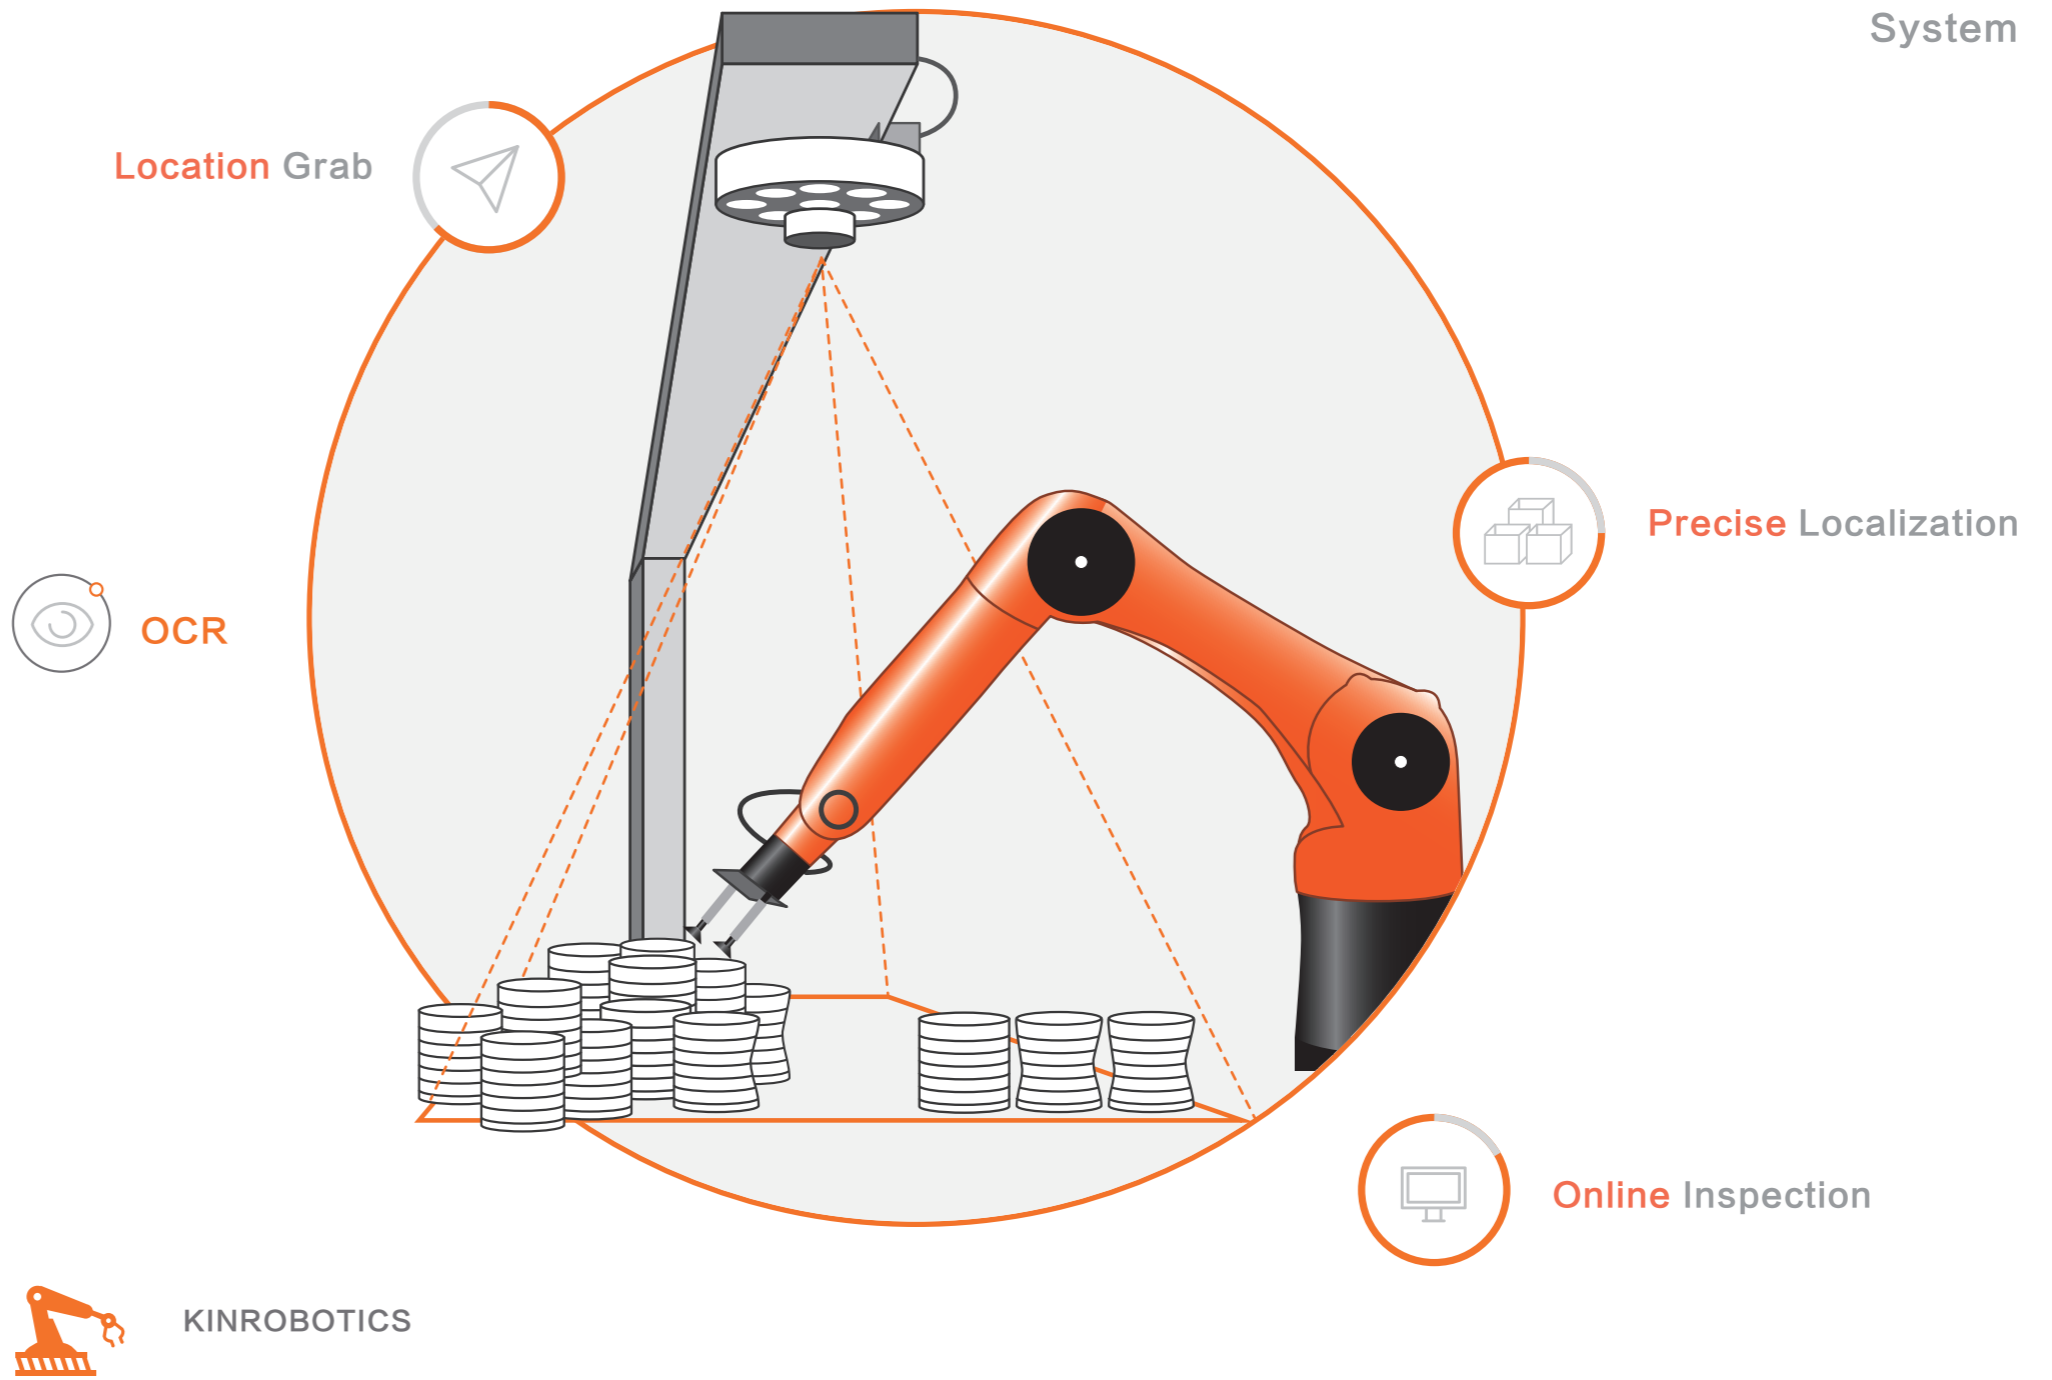 System
Location Grab
Precise Localization
OCR
Online Inspection
KINROBOTICS